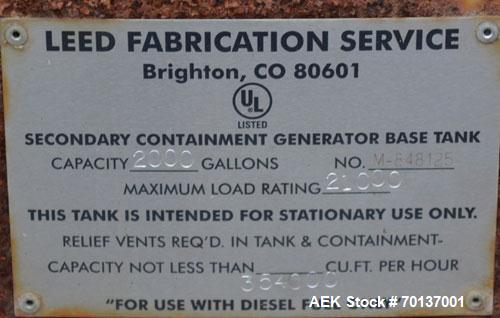 LEED FABRICATION SERVICE
Brighton, CO 80601
UL
LISTED
SECONDARY CONTAINMENT GENERATOR BASE TANK
CAPACITY 2000 GALLONS NO. M-848125
MAXIMUM LOAD RATING 21000
THIS TANK IS INTENDED FOR STATIONARY USE ONLY.
RELIEF VENTS REQ'D. IN TANK & CONTAINMENT-
CAPACITY NOT LESS THAN 364000 CU.FT. PER HOUR
"FOR USE WITH DIESEL FUEL ONLY"
AEK Stock # 70137001